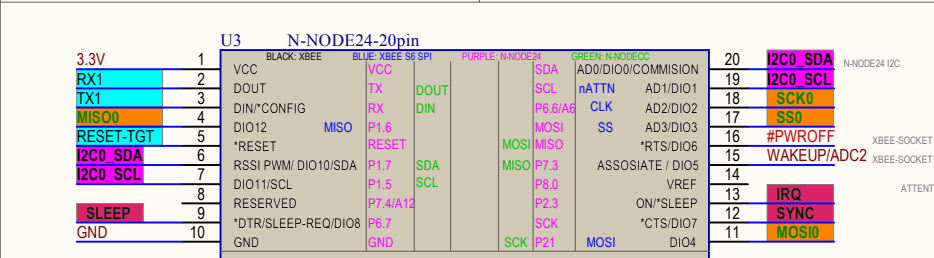 U3 N-NODE24-20pin
BLACK: XBEE BLUE: XBEE S6 SPI PURPLE: N-NODE24 GREEN: N-NODECC
3.3V 1 VCC VCC SDA AD0/DIO0/COMMISION 20 I2C0_SDA N-NODE24 I2C
RX1 2 DOUT TX DOUT SCL nATTN AD1/DIO1 19 I2C0_SCL
TX1 3 DIN/*CONFIG RX DIN P6.6/A6 CLK AD2/DIO2 18 SCK0
MISO0 4 DIO12 MISO P1.6 MOSI SS AD3/DIO3 17 SS0
RESET-TGT 5 *RESET RESET MOSI MISO *RTS/DIO6 16 #PWROFF XBEE-SOCKET
I2C0_SDA 6 RSSI PWM/ DIO10/SDA P1.7 SDA MISO P7.3 ASSOSIATE / DIO5 15 WAKEUP/ADC2 XBEE-SOCKET
I2C0_SCL 7 DIO11/SCL P1.5 SCL P8.0 VREF 14
8 RESERVED P7.4/A12 P2.3 ON/*SLEEP 13 IRQ ATTENT
SLEEP 9 *DTR/SLEEP-REQ/DIO8 P6.7 SCK *CTS/DIO7 12 SYNC
GND 10 GND GND SCK P21 MOSI DIO4 11 MOSI0